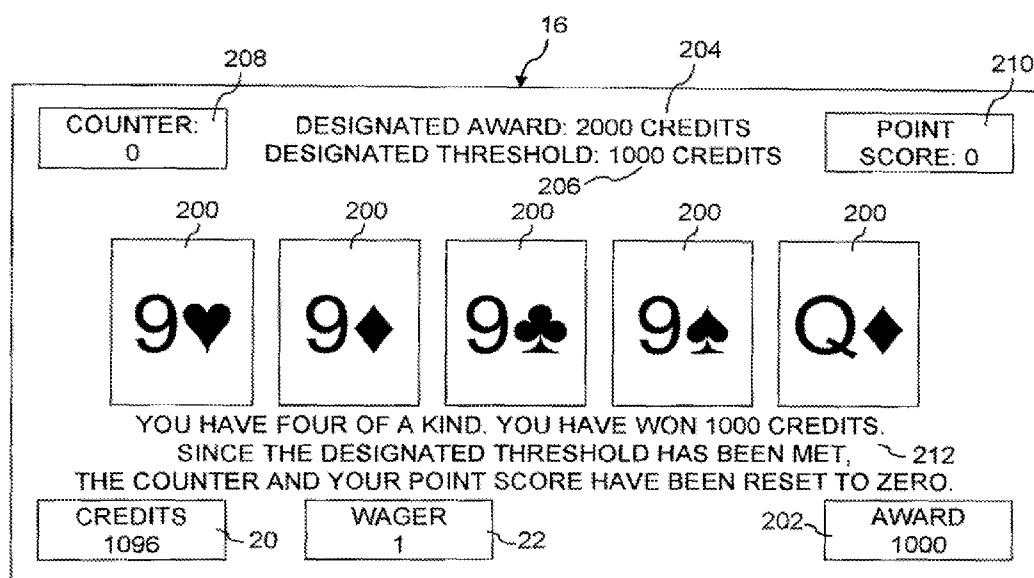 16
208
204
210
COUNTER:
0
DESIGNATED AWARD: 2000 CREDITS
DESIGNATED THRESHOLD: 1000 CREDITS
POINT
SCORE: 0
206
200 200 200 200 200
9♥ 9♦ 9♣ 9♠ Q♦
YOU HAVE FOUR OF A KIND. YOU HAVE WON 1000 CREDITS.
SINCE THE DESIGNATED THRESHOLD HAS BEEN MET,
212
THE COUNTER AND YOUR POINT SCORE HAVE BEEN RESET TO ZERO.
CREDITS
1096
20
WAGER
1
22
202
AWARD
1000